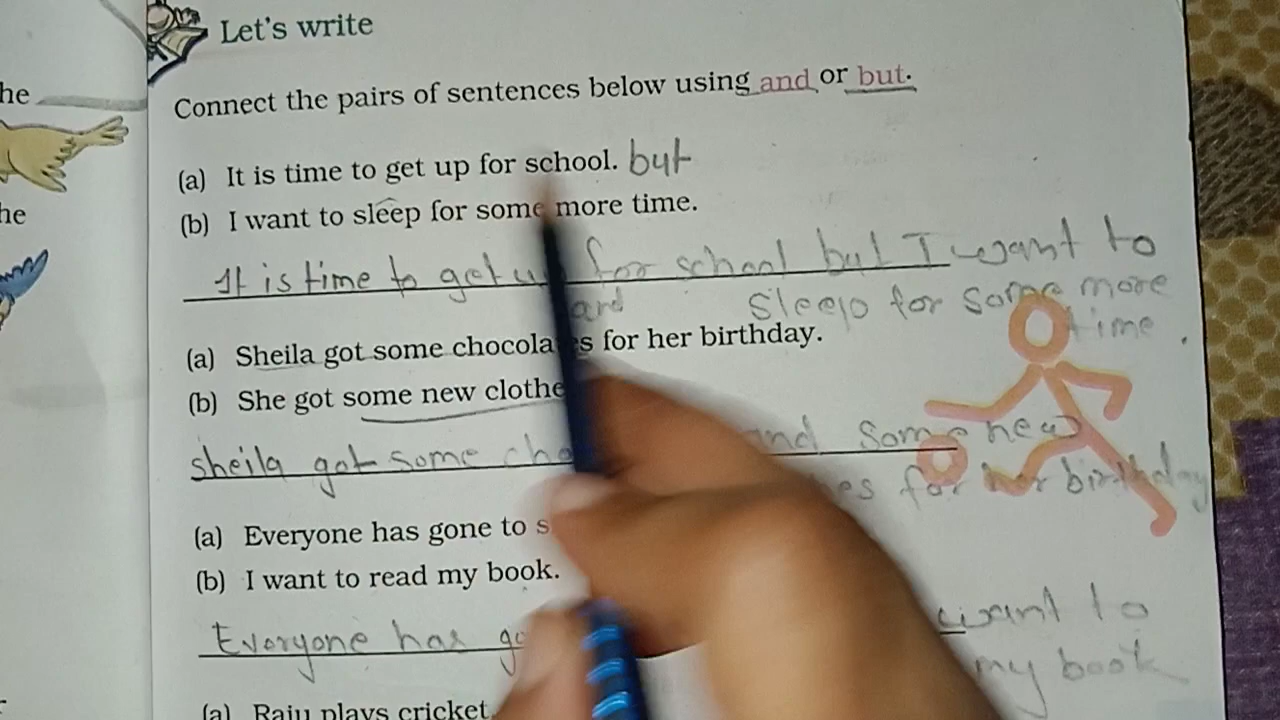 Let's write
he
Connect the pairs of sentences below using and or but.
(a) It is time to get up for school. but
he
(b) I want to sleep for some more time.
It is time to get u for school but I want to
and sleep for some more
time.
(a) Sheila got some chocola s for her birthday.
(b) She got some new clothe
sheila got some cho and some new
es for her birthday
(a) Everyone has gone to s
(b) I want to read my book.
Everyone has go want to
my book
(a) Raju plays cricket.